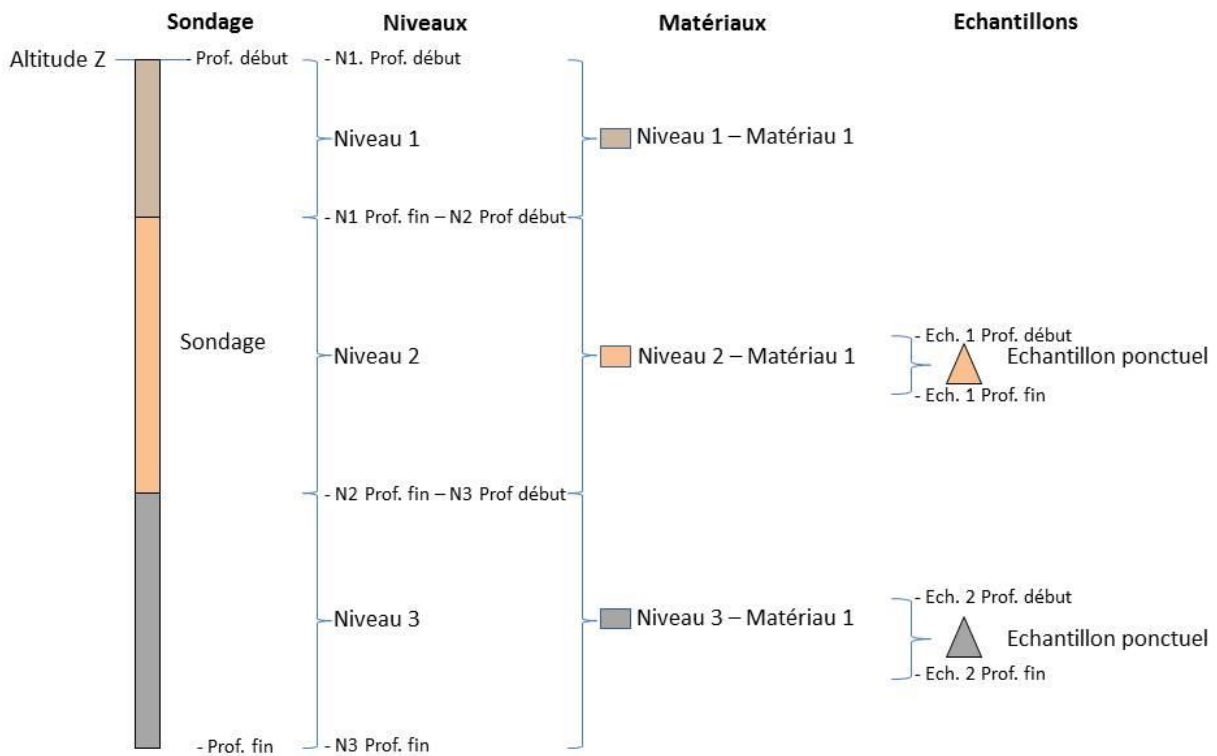 Sondage Niveaux Matériaux Echantillons
Altitude Z - Prof. début - N1. Prof. début
Niveau 1 Niveau 1 – Matériau 1
- N1 Prof. fin – N2 Prof début
- Ech. 1 Prof. début
Sondage Niveau 2 Niveau 2 – Matériau 1 Echantillon ponctuel
- Ech. 1 Prof. fin
- N2 Prof. fin – N3 Prof début
- Ech. 2 Prof. début
Niveau 3 Niveau 3 – Matériau 1 Echantillon ponctuel
- Ech. 2 Prof. fin
- Prof. fin - N3 Prof. fin